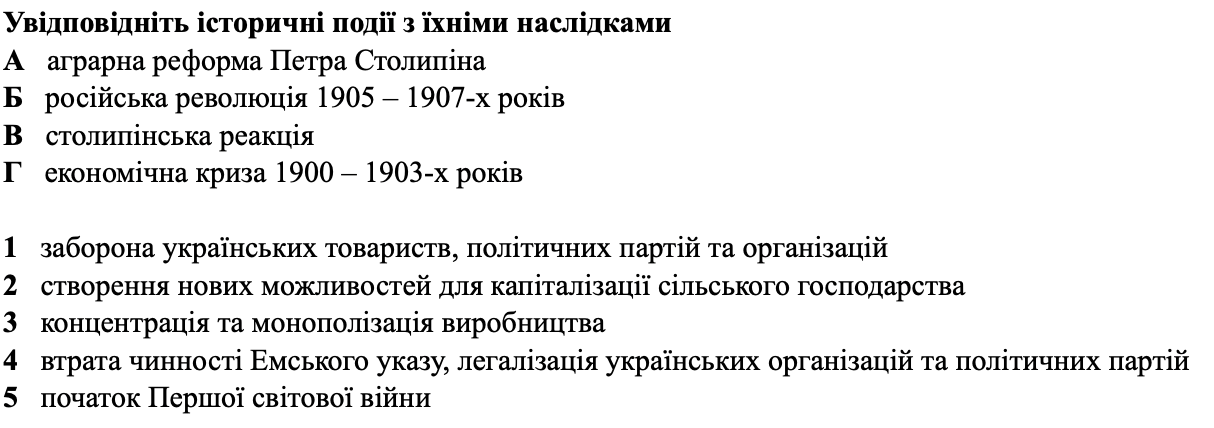 Увідповідніть історичні події з їхніми наслідками
А аграрна реформа Петра Столипіна
Б російська революція 1905 – 1907-х років
В столипінська реакція
Г економічна криза 1900 – 1903-х років
1 заборона українських товариств, політичних партій та організацій
2 створення нових можливостей для капіталізації сільського господарства
3 концентрація та монополізація виробництва
4 втрата чинності Емського указу, легалізація українських організацій та політичних партій
5 початок Першої світової війни